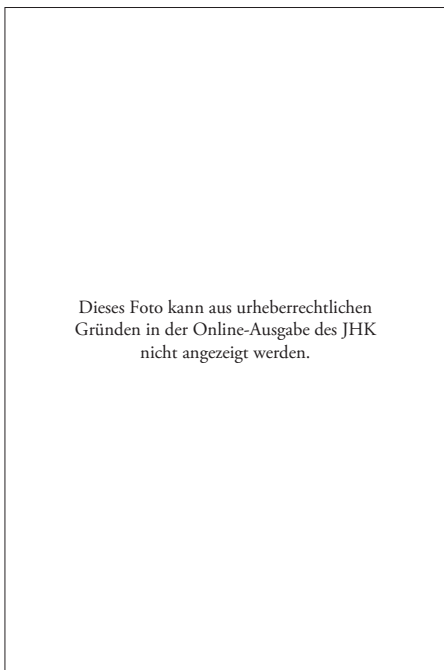 Dieses Foto kann aus urheberrechtlichen
Gründen in der Online-Ausgabe des JHK
nicht angezeigt werden.